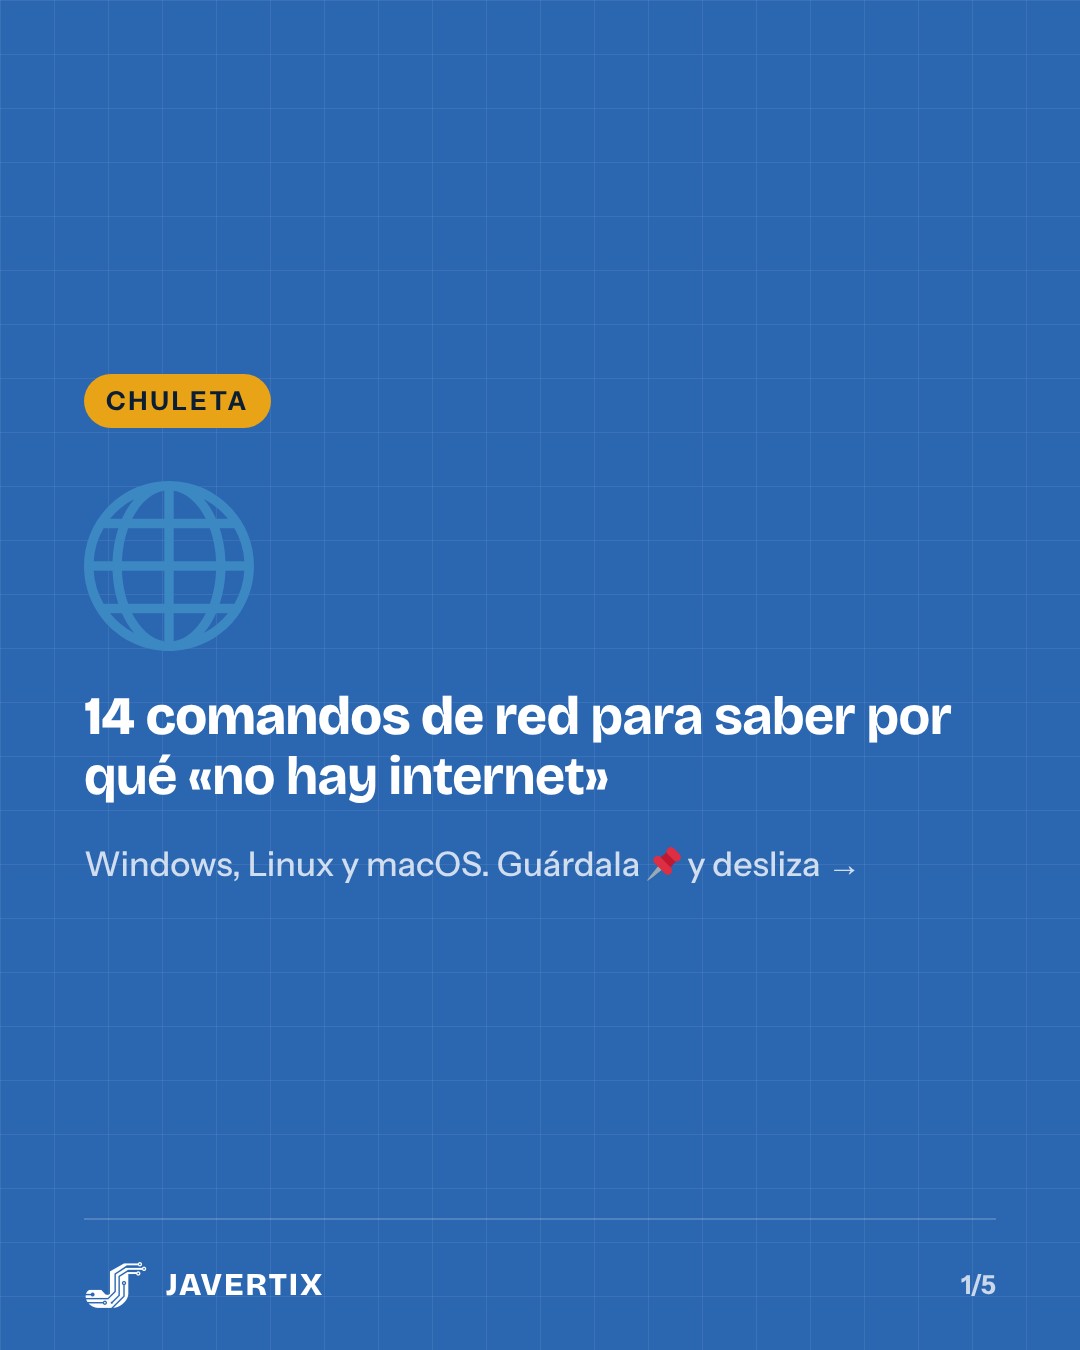 CHULETA
14 comandos de red para saber por
qué «no hay internet»
Windows, Linux y macOS. Guárdala 📌 y desliza →
JAVERTIX
1/5